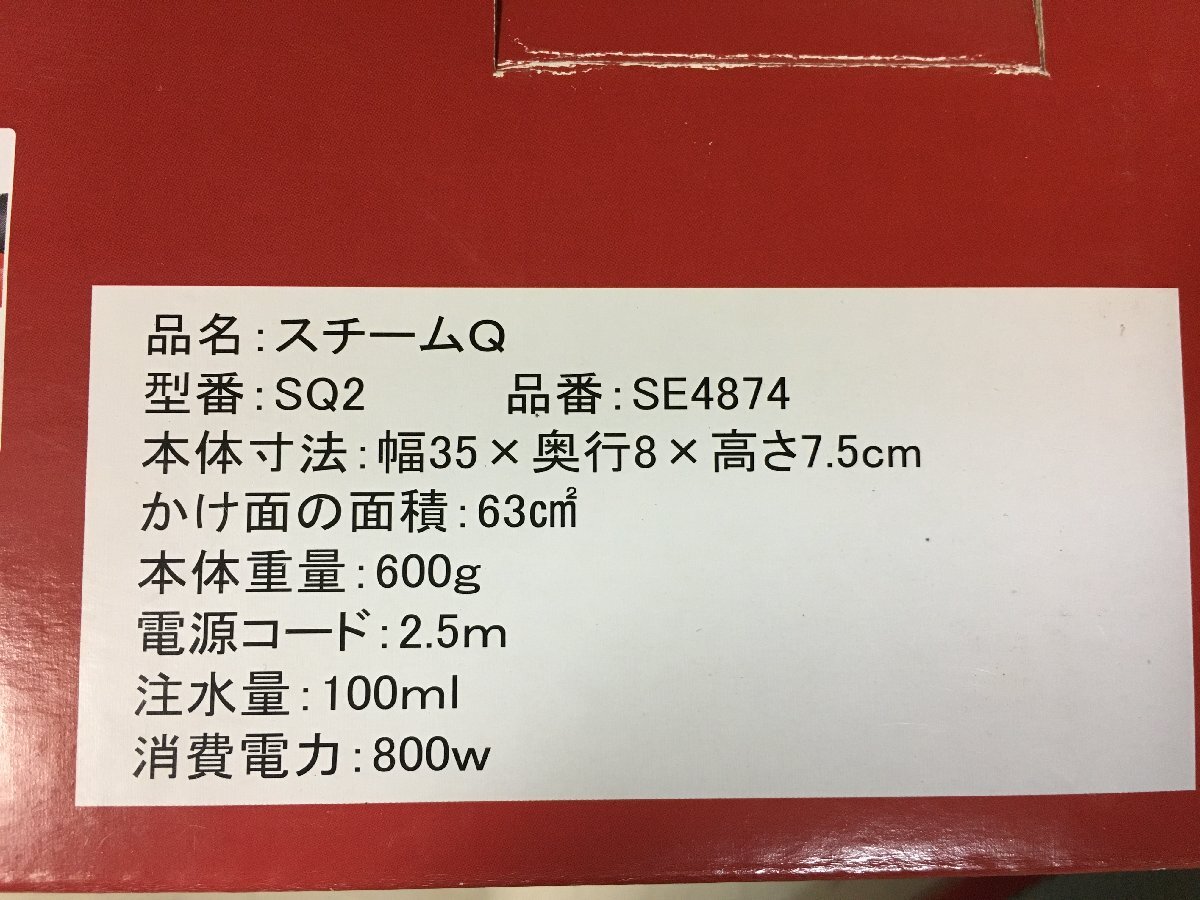 品名:スチームQ
型番:SQ2 品番:SE4874
本体寸法:幅35×奥行8×高さ7.5cm
かけ面の面積:63㎠
本体重量:600g
電源コード:2.5m
注水量:100ml
消費電力:800w